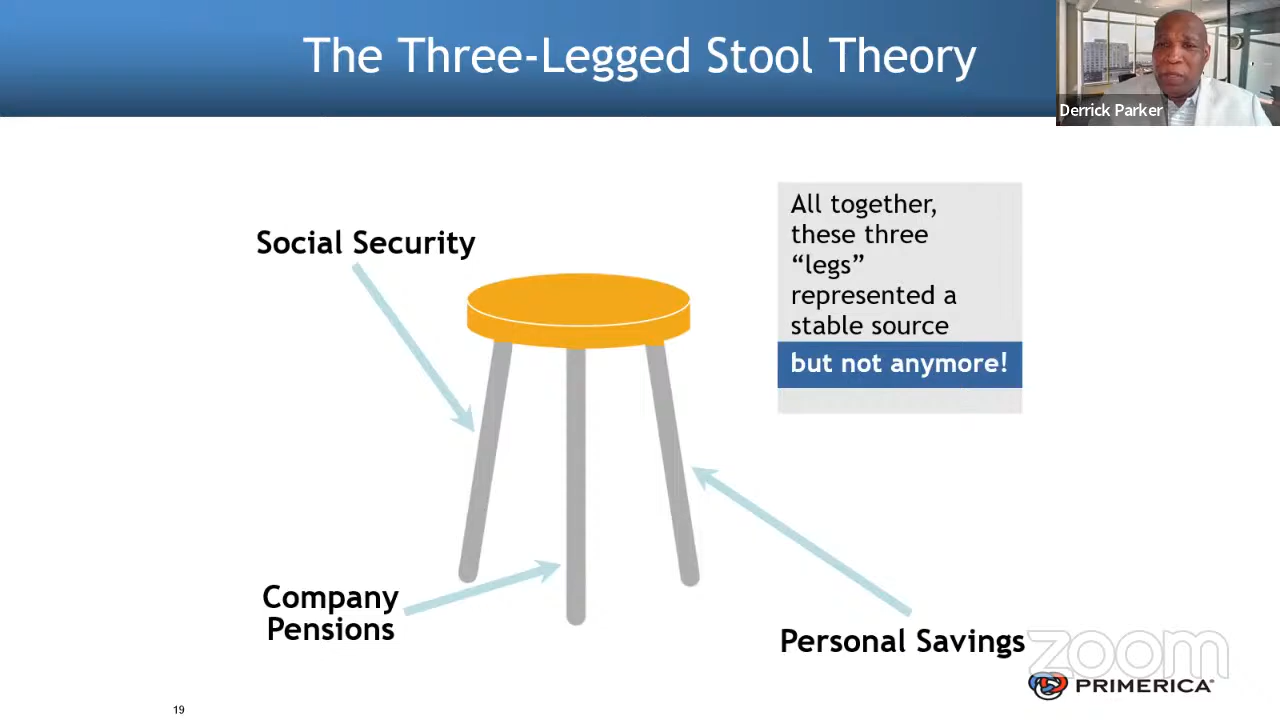 The Three-Legged Stool Theory
Derrick Parker
Social Security
All together,
these three
“legs”
represented a
stable source
but not anymore!
Company
Pensions
Personal Savings
zoom
PRIMERICA
19